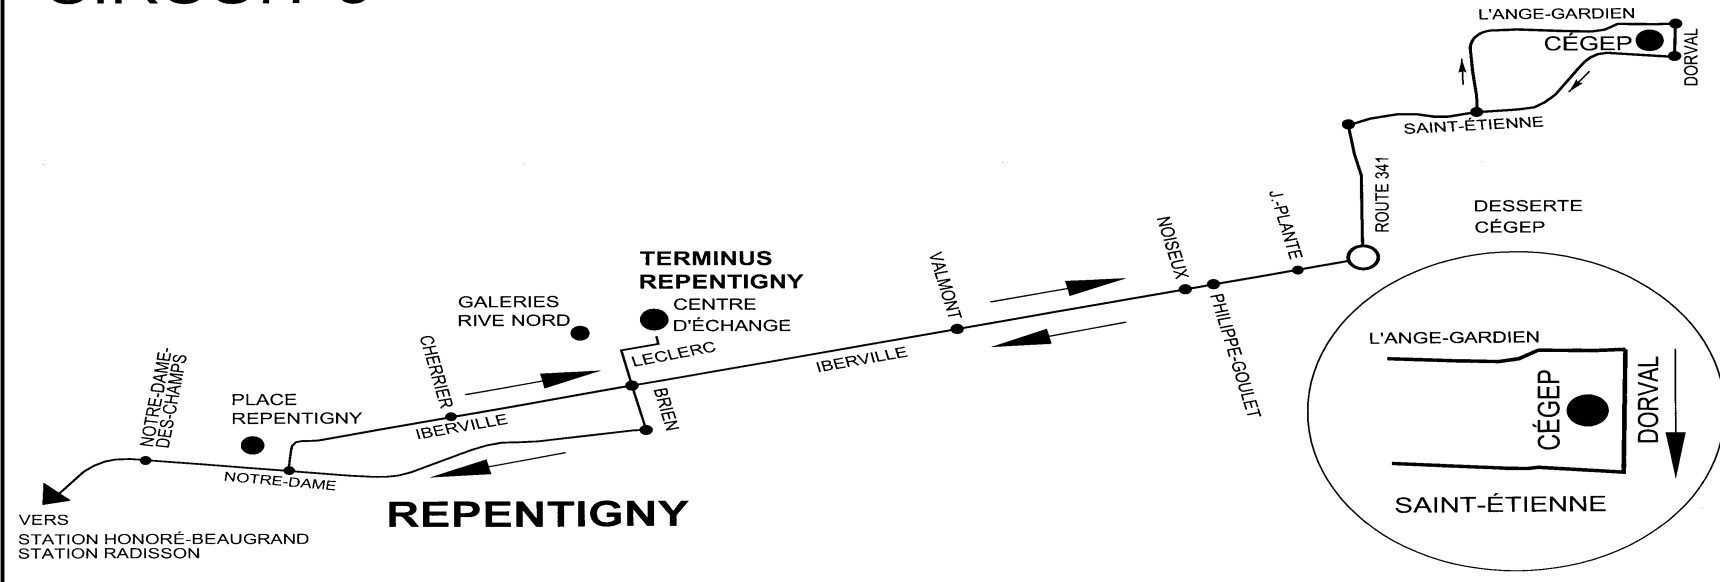 L'ANGE-GARDIEN
CÉGEP
DORVAL
SAINT-ÉTIENNE
ROUTE 341
DESSERTE
CÉGEP
J.-PLANTE
NOISEUX
PHILIPPE-GOULET
VALMONT
TERMINUS
REPENTIGNY
CENTRE
D'ÉCHANGE
GALERIES
RIVE NORD
LECLERC
IBERVILLE
CHERRIER
BRIEN
IBERVILLE
NOTRE-DAME-
DES-CHAMPS
PLACE
REPENTIGNY
NOTRE-DAME
REPENTIGNY
VERS
STATION HONORÉ-BEAUGRAND
STATION RADISSON
L'ANGE-GARDIEN
CÉGEP
DORVAL
SAINT-ÉTIENNE